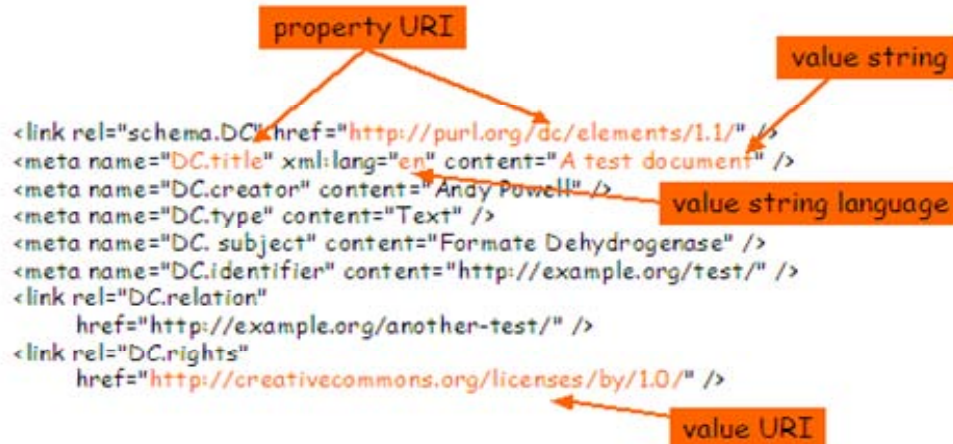 property URI
value string
<link rel="schema.DC" href="http://purl.org/dc/elements/1.1/" />
<meta name="DC.title" xml:lang="en" content="A test document" />
<meta name="DC.creator" content="Andy Powell" />
value string language
<meta name="DC.type" content="Text" />
<meta name="DC. subject" content="Formate Dehydrogenase" />
<meta name="DC.identifier" content="http://example.org/test/" />
<link rel="DC.relation"
href="http://example.org/another-test/" />
<link rel="DC.rights"
href="http://creativecommons.org/licenses/by/1.0/" />
value URI